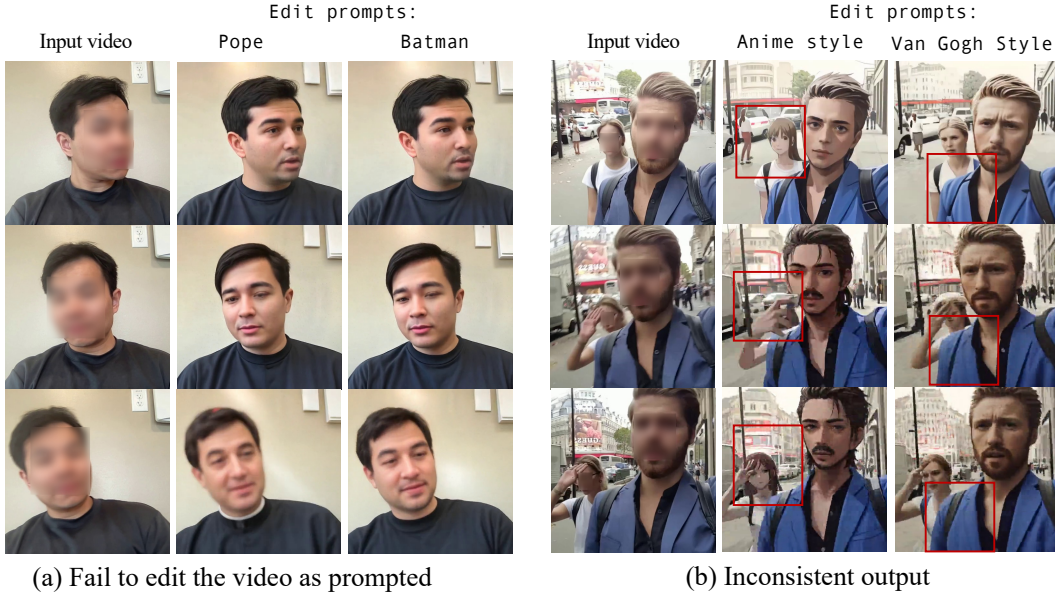 Edit prompts:
Input video Pope Batman
(a) Fail to edit the video as prompted
Edit prompts:
Input video Anime style Van Gogh Style
(b) Inconsistent output